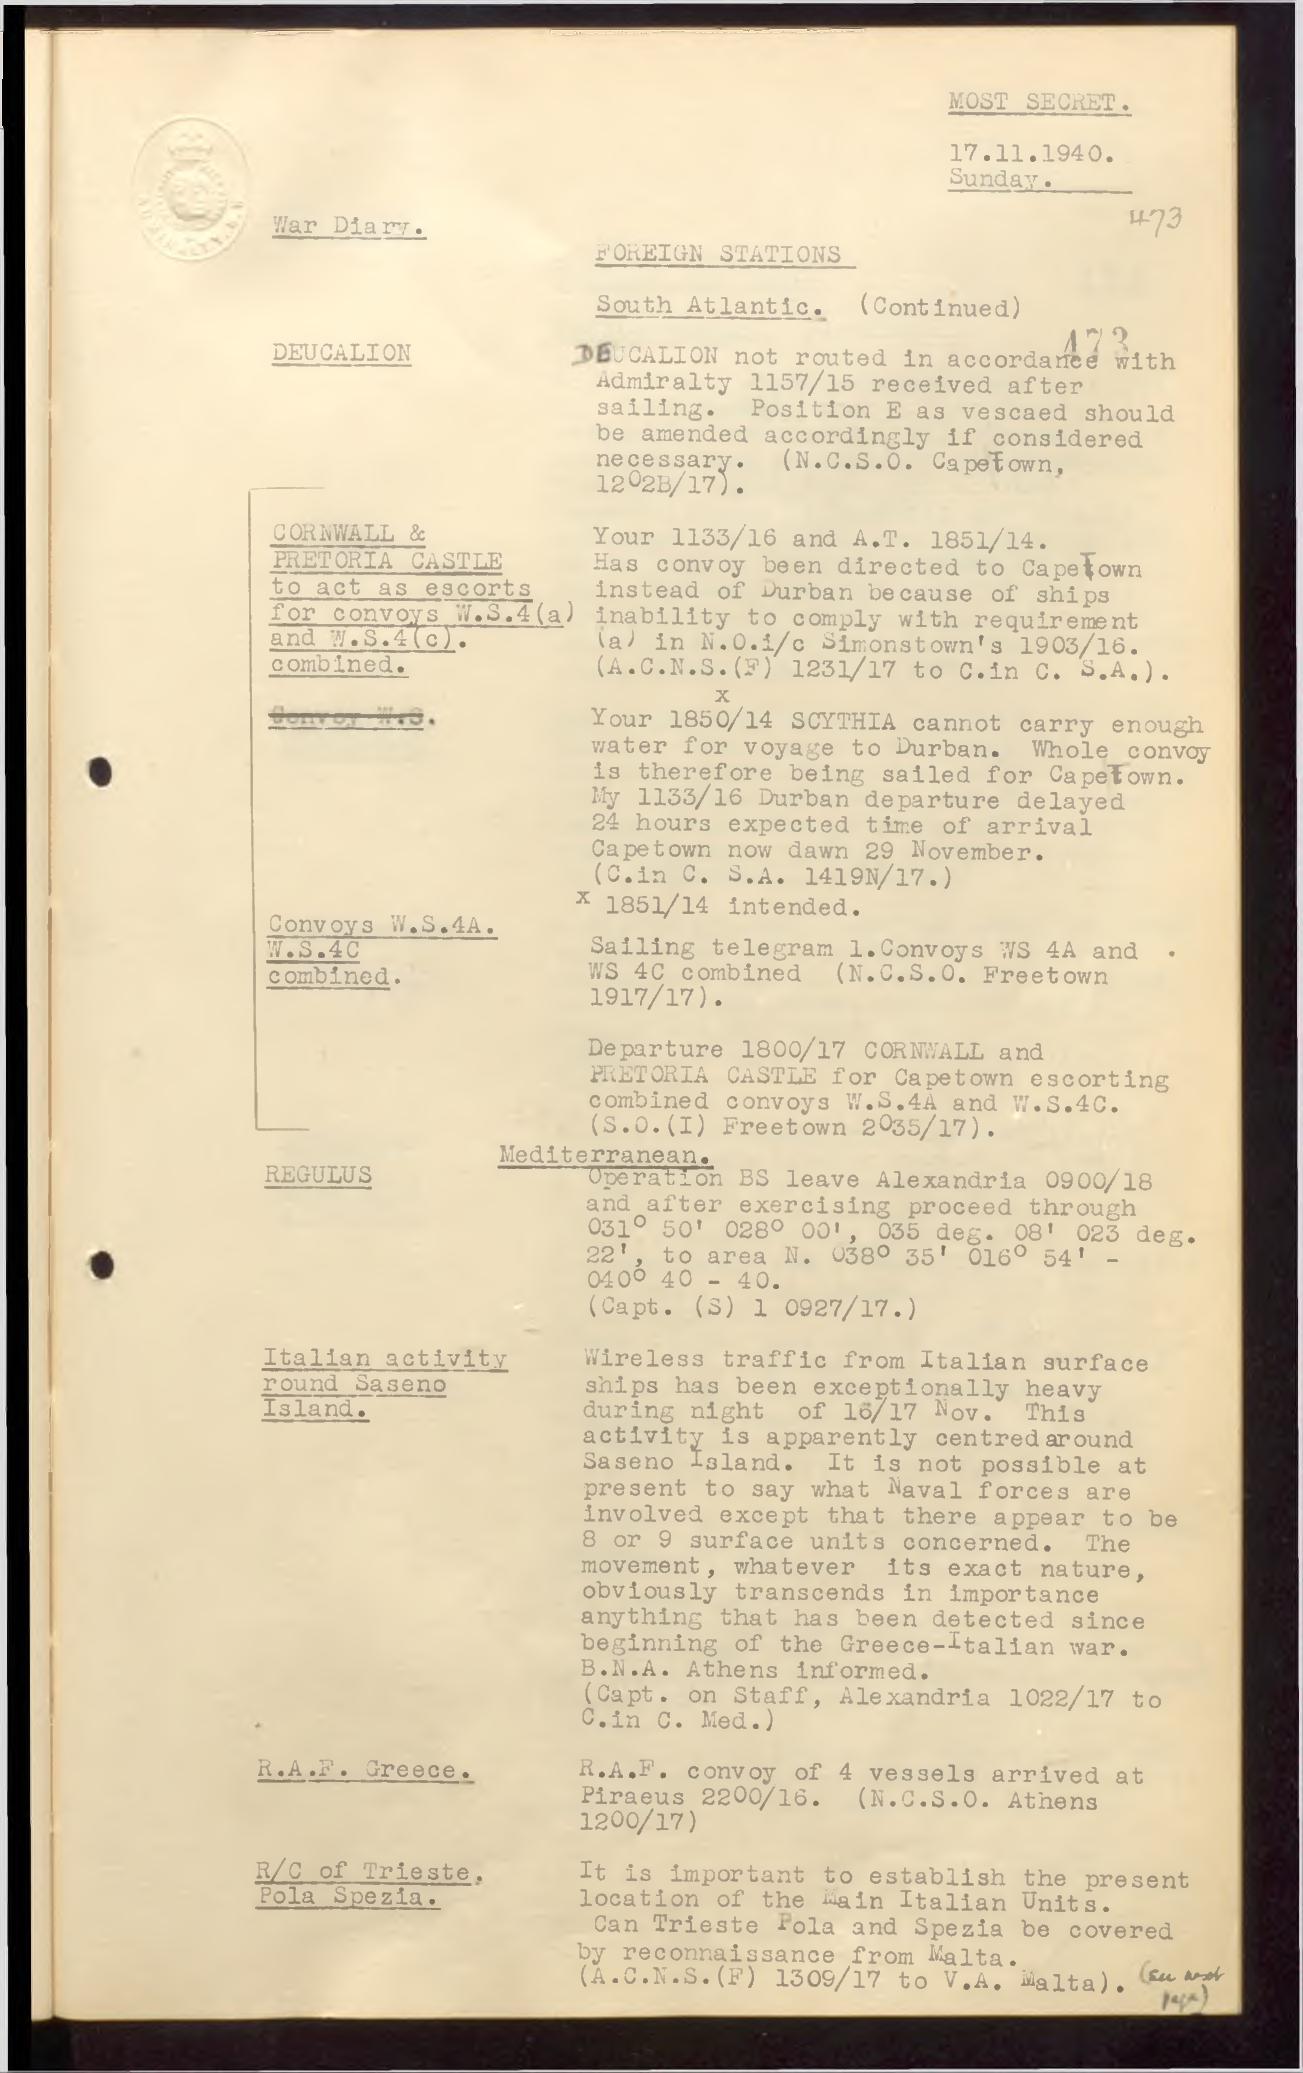 MOST SECRET.
17.11.1940.
Sunday.
473
War Diary.
FOREIGN STATIONS
South Atlantic. (Continued)
473
DEUCALION
DEUCALION not routed in accordance with
Admiralty 1157/15 received after
sailing. Position E as vescaed should
be amended accordingly if considered
necessary. (N.C.S.O. Capetown,
1202B/17).
CORNWALL &
PRETORIA CASTLE
to act as escorts
for convoys W.S.4(a)
and W.S.4(c).
combined.
Your 1133/16 and A.T. 1851/14.
Has convoy been directed to Capetown
instead of Durban because of ships
inability to comply with requirement
(a) in N.O.i/c Simonstown's 1903/16.
(A.C.N.S.(F) 1231/17 to C.in C. S.A.).
Convoy W.S.
x
Your 1850/14 SCYTHIA cannot carry enough
water for voyage to Durban. Whole convoy
is therefore being sailed for Capetown.
My 1133/16 Durban departure delayed
24 hours expected time of arrival
Capetown now dawn 29 November.
(C.in C. S.A. 1419N/17.)
x 1851/14 intended.
Convoys W.S.4A.
W.S.4C
combined.
Sailing telegram 1.Convoys WS 4A and
WS 4C combined (N.C.S.O. Freetown
1917/17).
Departure 1800/17 CORNWALL and
PRETORIA CASTLE for Capetown escorting
combined convoys W.S.4A and W.S.4C.
(S.O.(I) Freetown 2035/17).
Mediterranean.
REGULUS
Operation BS leave Alexandria 0900/18
and after exercising proceed through
031° 50' 028° 00', 035 deg. 08' 023 deg.
22', to area N. 038° 35' 016° 54' -
040° 40 - 40.
(Capt. (S) 1 0927/17.)
Italian activity
round Saseno
Island.
Wireless traffic from Italian surface
ships has been exceptionally heavy
during night of 16/17 Nov. This
activity is apparently centred around
Saseno Island. It is not possible at
present to say what Naval forces are
involved except that there appear to be
8 or 9 surface units concerned. The
movement, whatever its exact nature,
obviously transcends in importance
anything that has been detected since
beginning of the Greece-Italian war.
B.N.A. Athens informed.
(Capt. on Staff, Alexandria 1022/17 to
C.in C. Med.)
R.A.F. Greece.
R.A.F. convoy of 4 vessels arrived at
Piraeus 2200/16. (N.C.S.O. Athens
1200/17)
R/C of Trieste,
Pola Spezia.
It is important to establish the present
location of the Main Italian Units.
Can Trieste Pola and Spezia be covered
by reconnaissance from Malta.
(A.C.N.S.(F) 1309/17 to V.A. Malta). (see next
page)